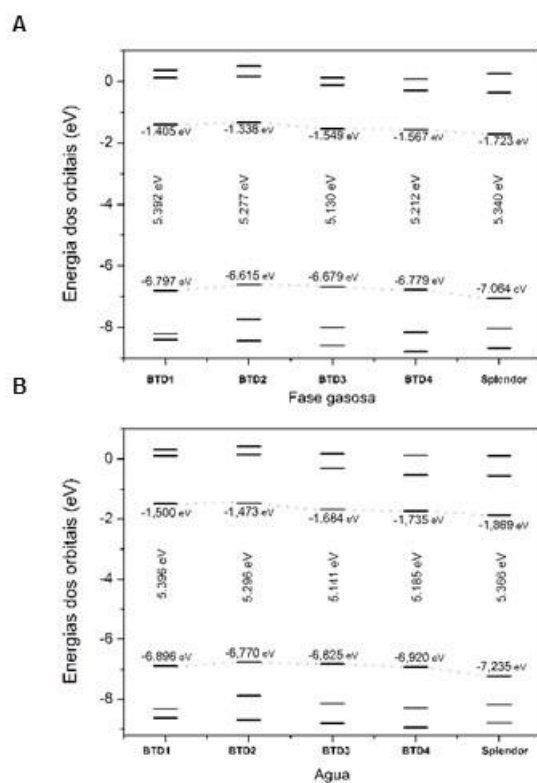 A
Energia dos orbitais (eV)
0
-2
-4
-6
-8
-1.405 eV
-1.338 eV
-1.549 eV
-1.567 eV
-1.723 eV
5.392 eV
5.277 eV
5.130 eV
5.212 eV
5.340 eV
-6.797 eV
-6.615 eV
-6.679 eV
-6.779 eV
-7.064 eV
BTD1 BTD2 BTD3 BTD4 Splendor
Fase gasosa
B
Energias dos orbitais (eV)
0
-2
-4
-6
-8
-1,500 eV
-1,473 eV
-1.684 eV
-1,735 eV
-1,869 eV
5.396 eV
5.296 eV
5.141 eV
5.185 eV
5.366 eV
-6.896 eV
-6,770 eV
-6,825 eV
-6,920 eV
-7,235 eV
BTD1 BTD2 BTD3 BTD4 Splendor
Agua